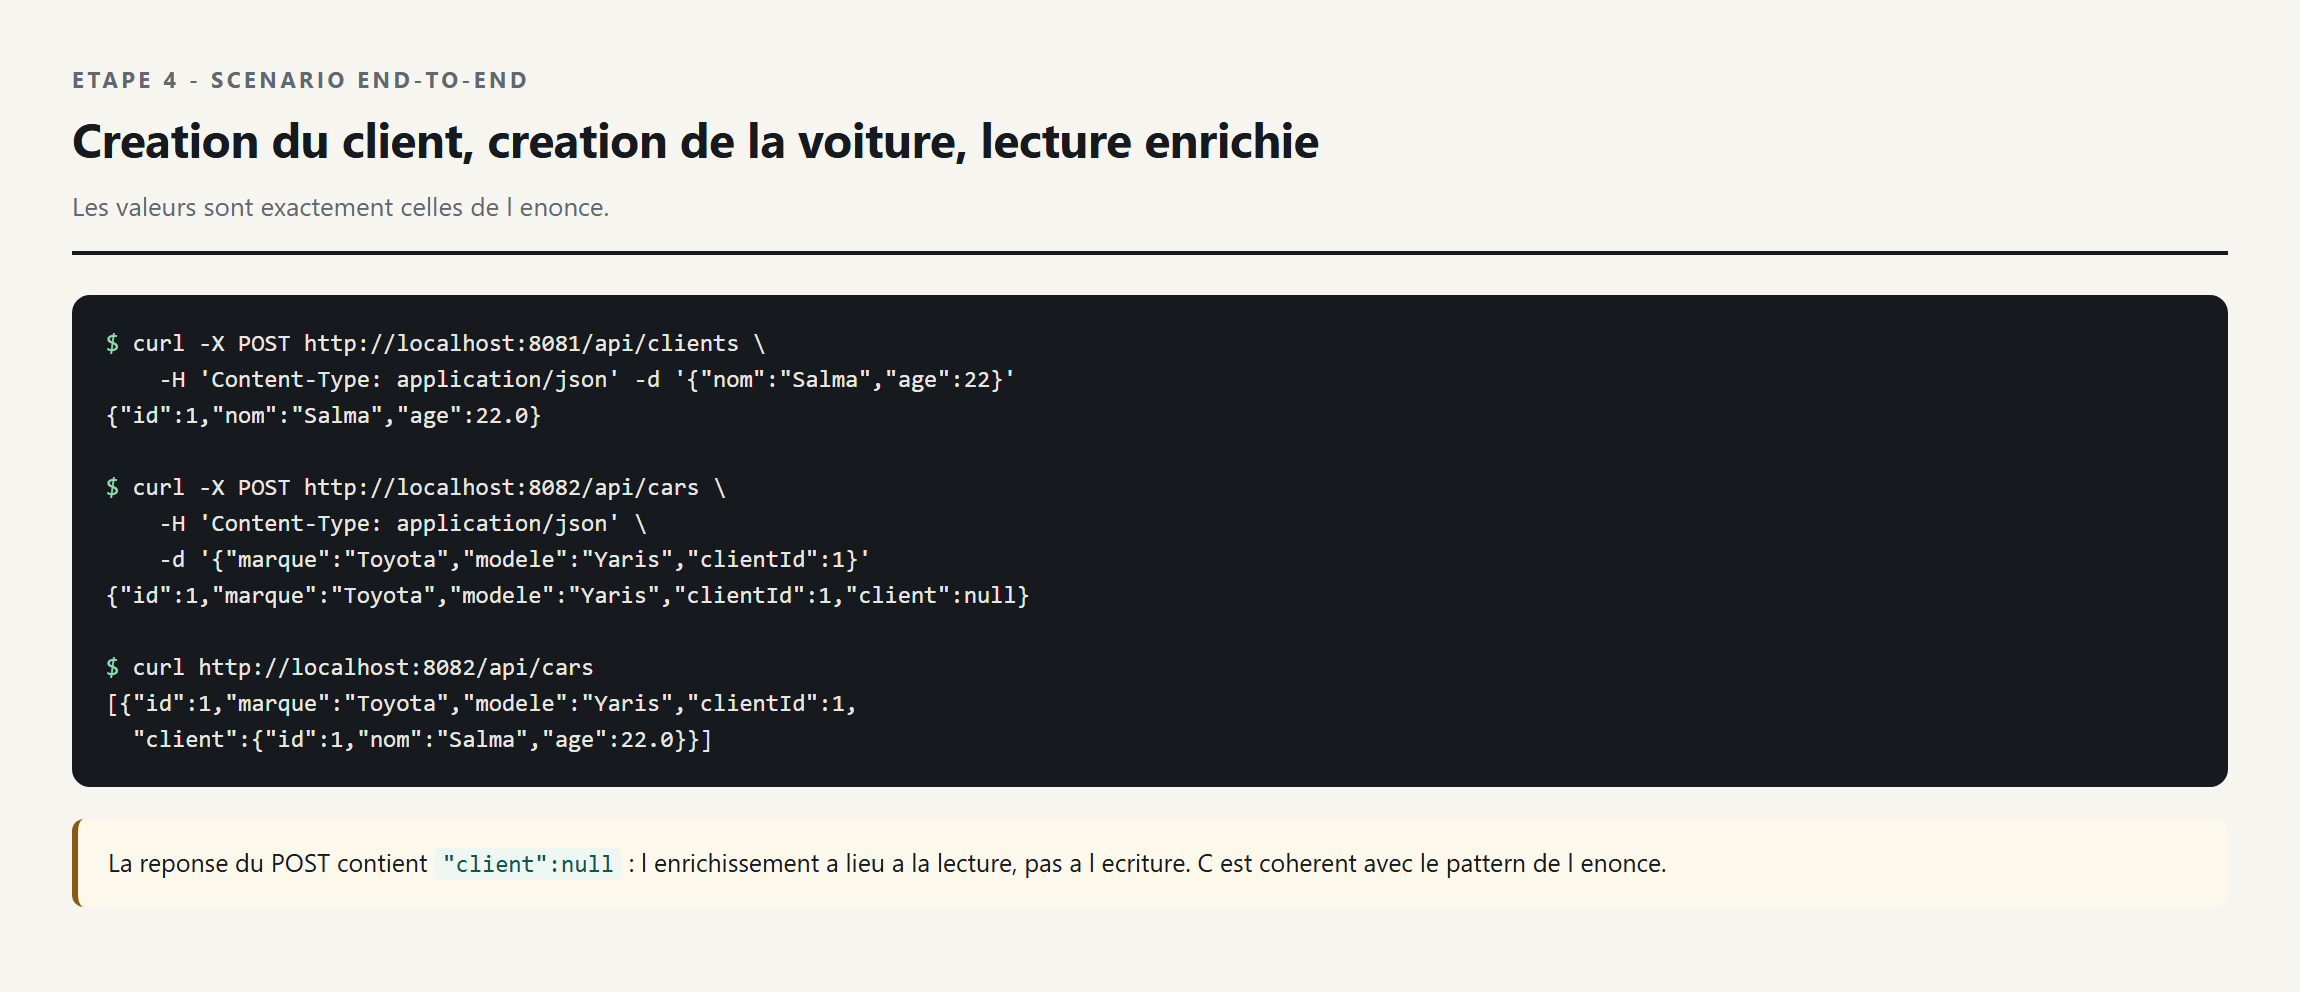 ETAPE 4 - SCENARIO END-TO-END
Creation du client, creation de la voiture, lecture enrichie
Les valeurs sont exactement celles de l enonce.
$ curl -X POST http://localhost:8081/api/clients \
    -H 'Content-Type: application/json' -d '{"nom":"Salma","age":22}'
{"id":1,"nom":"Salma","age":22.0}
$ curl -X POST http://localhost:8082/api/cars \
    -H 'Content-Type: application/json' \
    -d '{"marque":"Toyota","modele":"Yaris","clientId":1}'
{"id":1,"marque":"Toyota","modele":"Yaris","clientId":1,"client":null}
$ curl http://localhost:8082/api/cars
[{"id":1,"marque":"Toyota","modele":"Yaris","clientId":1,
  "client":{"id":1,"nom":"Salma","age":22.0}}]
La reponse du POST contient "client":null : l enrichissement a lieu a la lecture, pas a l ecriture. C est coherent avec le pattern de l enonce.